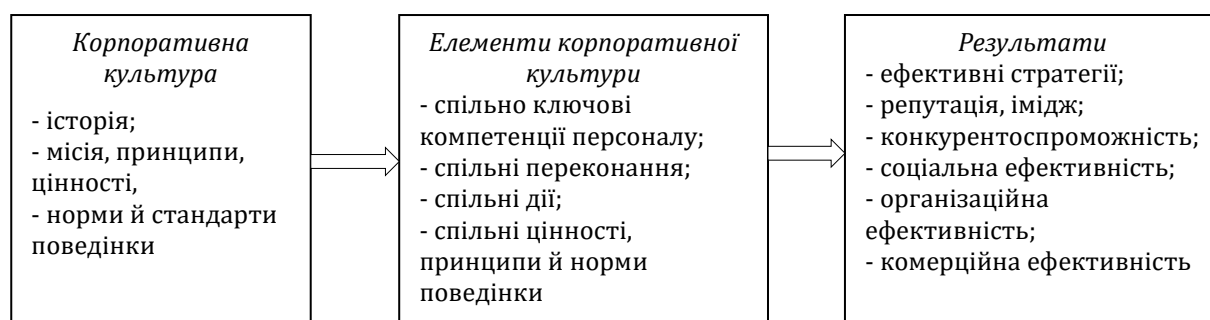 Корпоративна
культура
- історія;
- місія, принципи,
цінності,
- норми й стандарти
поведінки
Елементи корпоративної
культури
- спільно ключові
компетенції персоналу;
- спільні переконання;
- спільні дії;
- спільні цінності,
принципи й норми
поведінки
Результати
- ефективні стратегії;
- репутація, імідж;
- конкурентоспроможність;
- соціальна ефективність;
- організаційна
ефективність;
- комерційна ефективність